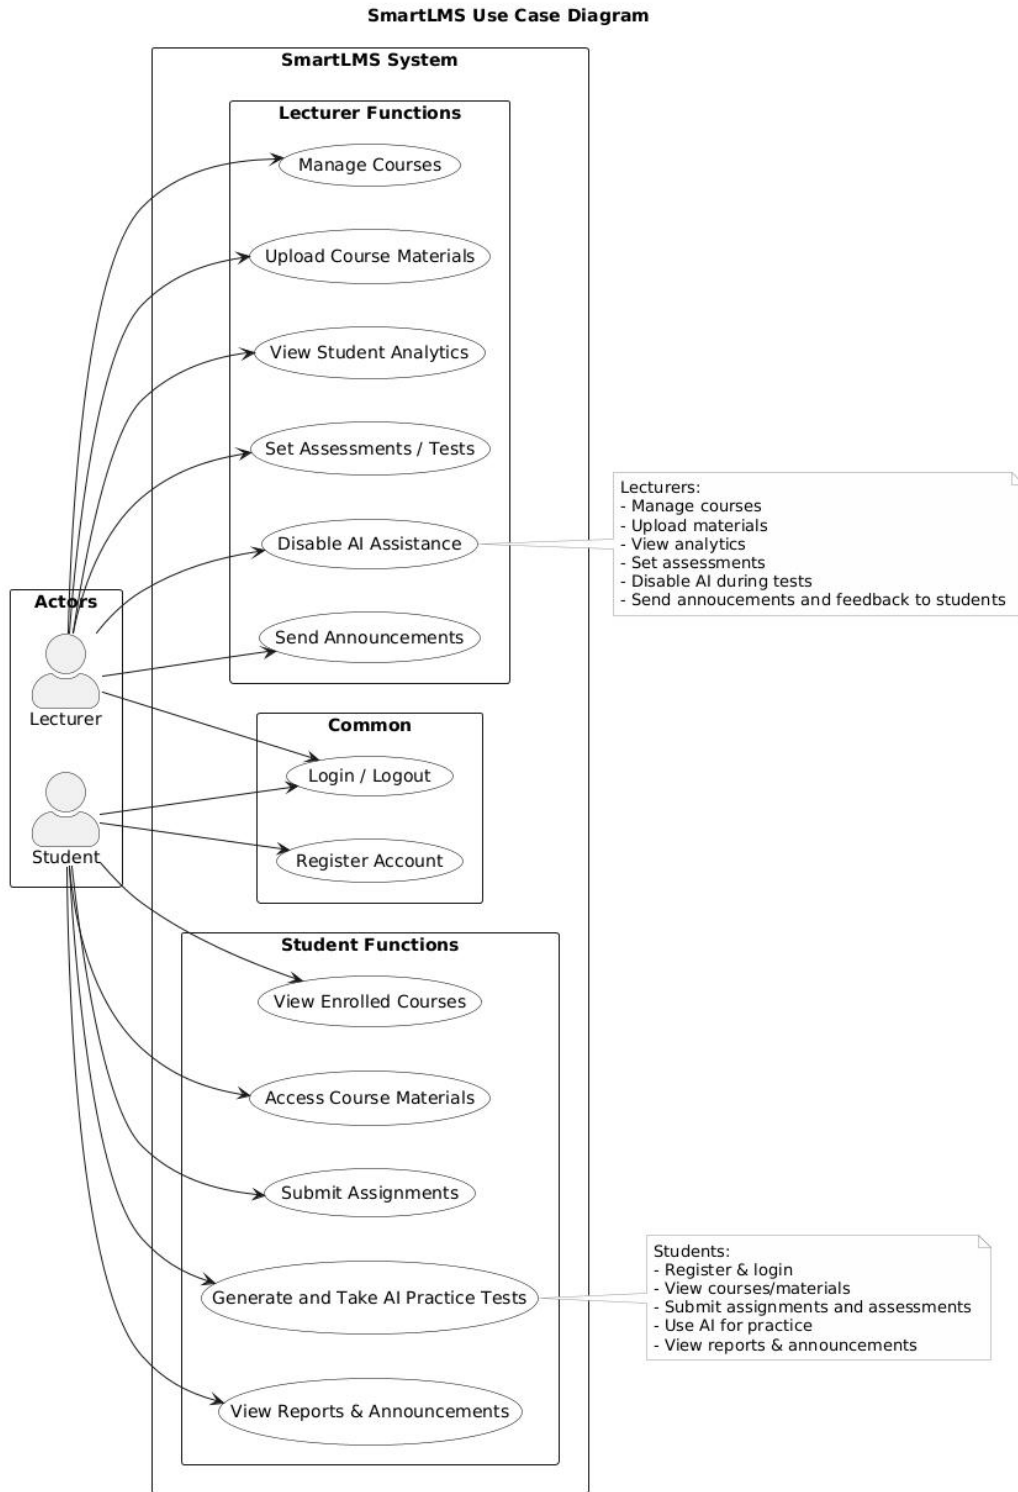 SmartLMS Use Case Diagram
SmartLMS System
Lecturer Functions
Manage Courses
Upload Course Materials
View Student Analytics
Set Assessments / Tests
Disable AI Assistance
Send Announcements
Lecturers:
- Manage courses
- Upload materials
- View analytics
- Set assessments
- Disable AI during tests
- Send annoucements and feedback to students
Actors
Lecturer
Student
Common
Login / Logout
Register Account
Student Functions
View Enrolled Courses
Access Course Materials
Submit Assignments
Generate and Take AI Practice Tests
View Reports & Announcements
Students:
- Register & login
- View courses/materials
- Submit assignments and assessments
- Use AI for practice
- View reports & announcements